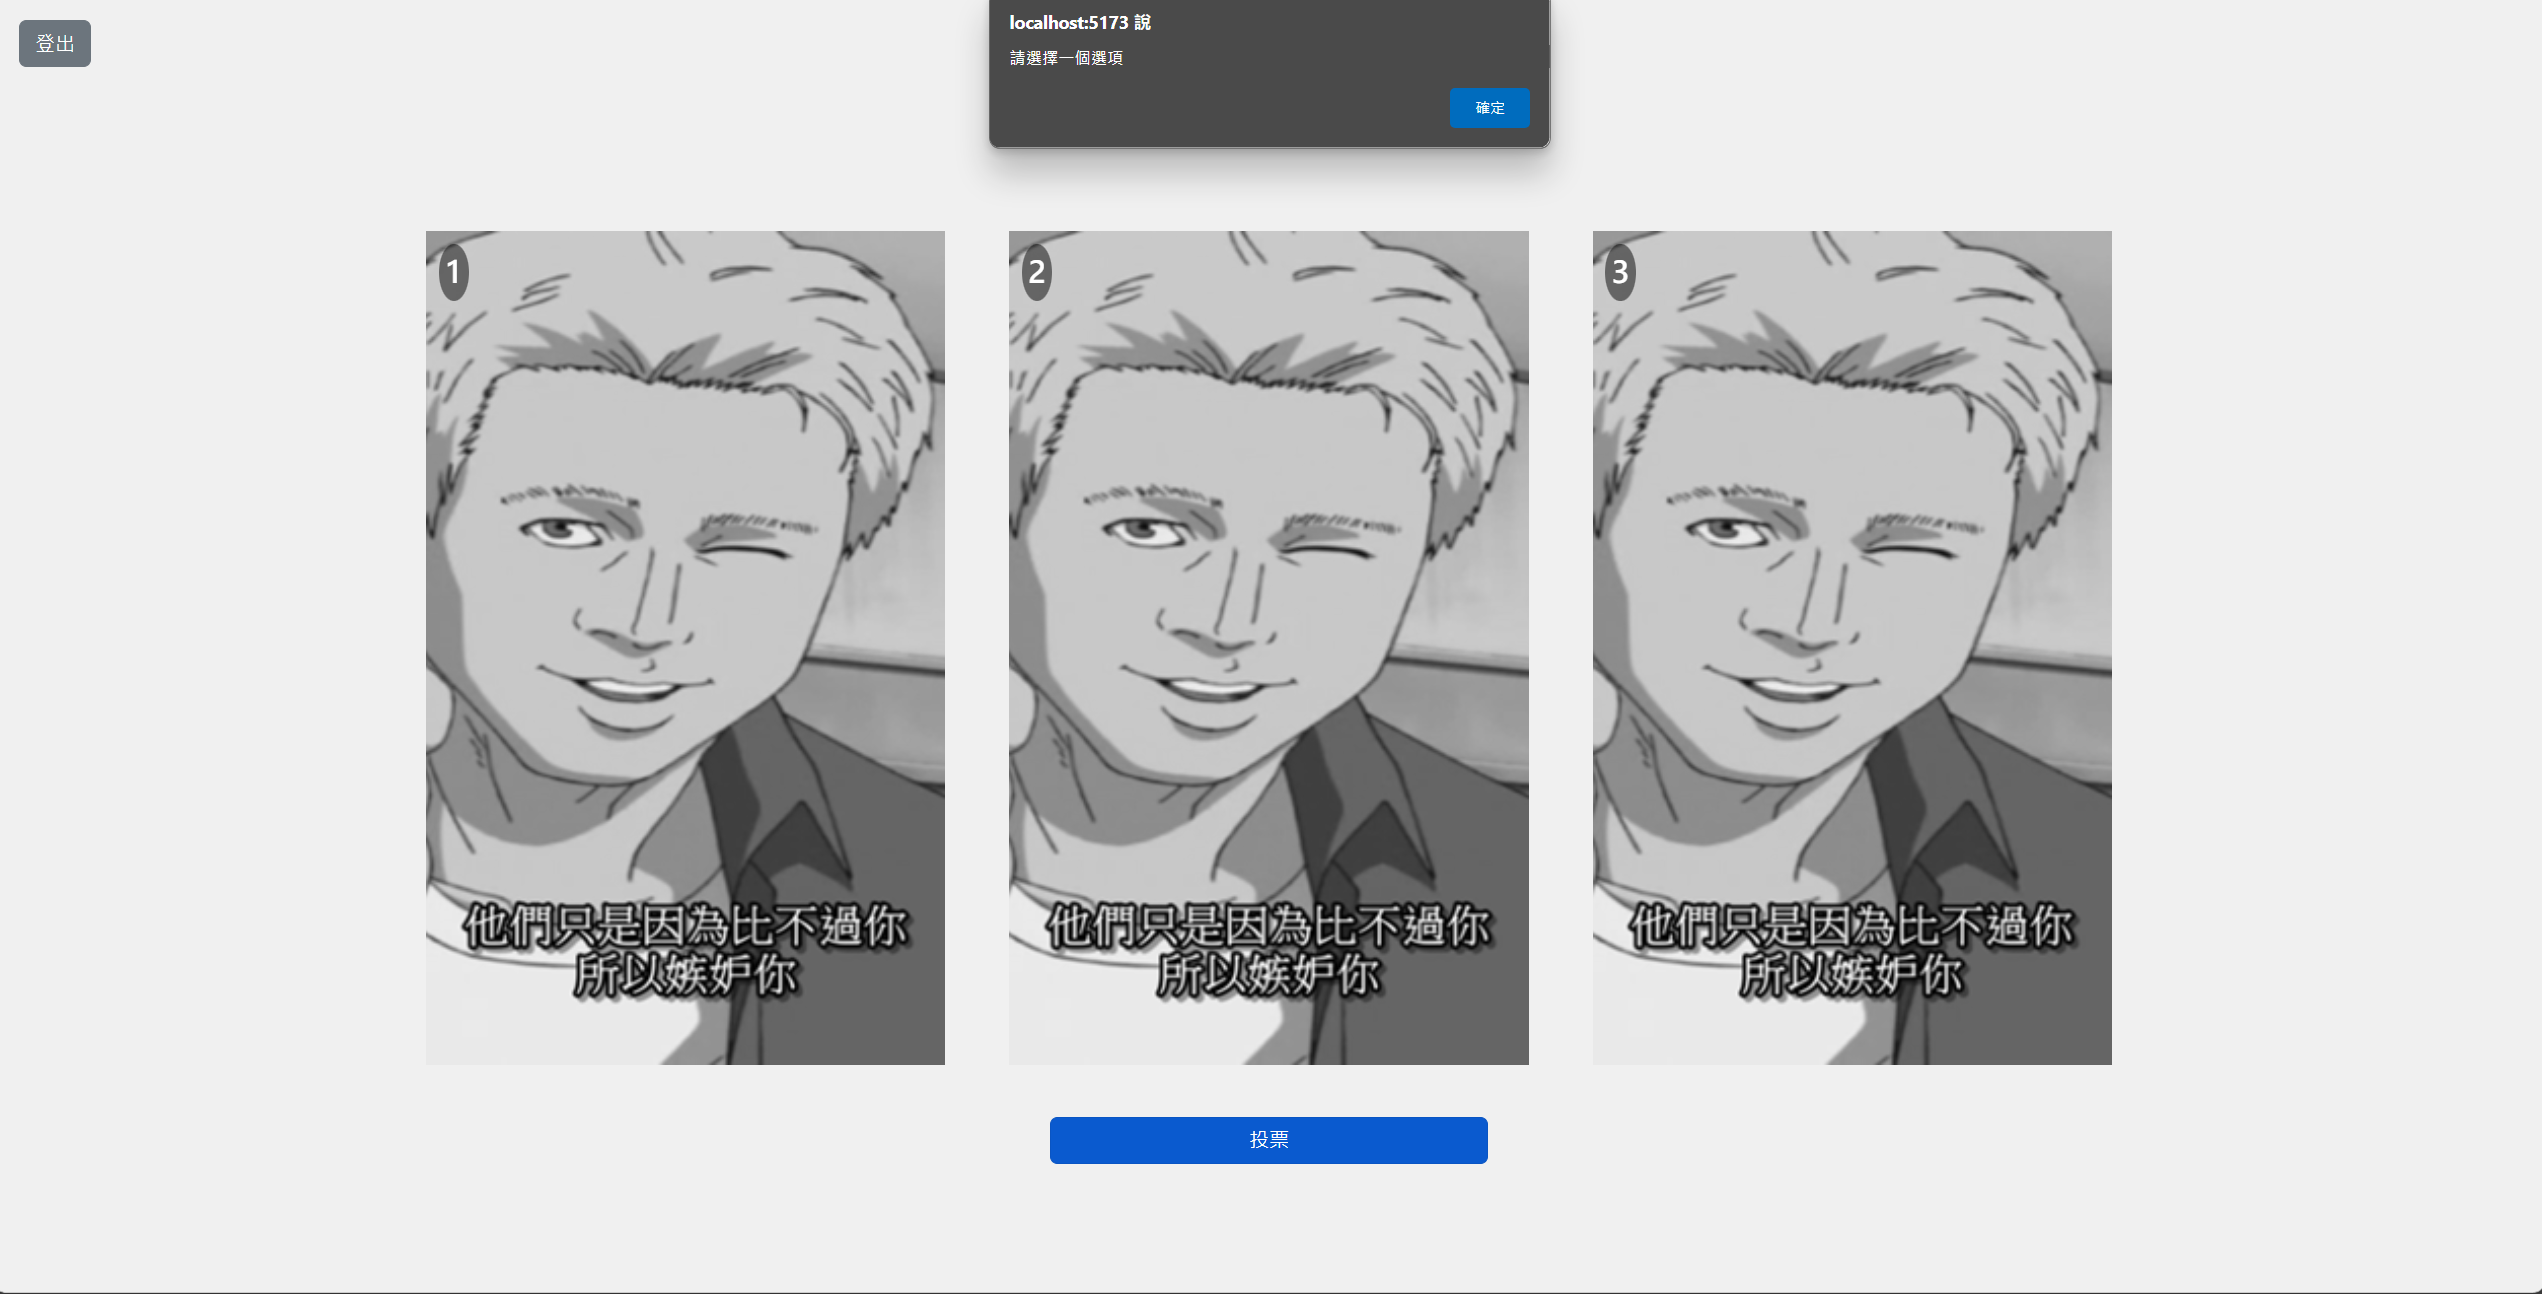 登出
localhost:5173 說
請選擇一個選項
確定
1
他們只是因為比不過你
所以嫉妒你
2
他們只是因為比不過你
所以嫉妒你
3
他們只是因為比不過你
所以嫉妒你
投票